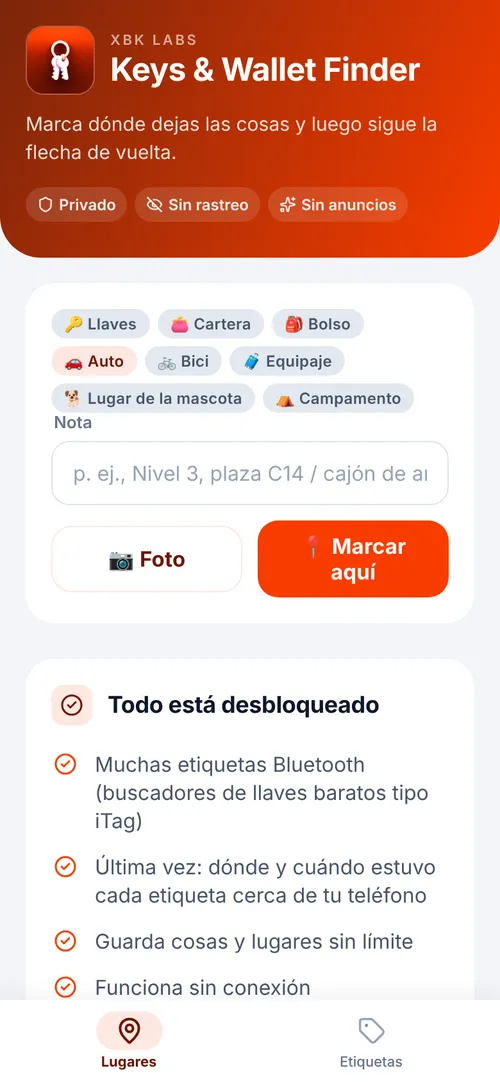 XBK LABS
Keys & Wallet Finder
Marca dónde dejas las cosas y luego sigue la
flecha de vuelta.
Privado
Sin rastreo
Sin anuncios
Llaves
Cartera
Bolso
Auto
Bici
Equipaje
Lugar de la mascota
Campamento
Nota
p. ej., Nivel 3, plaza C14 / cajón de a
Foto
Marcar
aquí
Todo está desbloqueado
Muchas etiquetas Bluetooth
(buscadores de llaves baratos tipo
iTag)
Última vez: dónde y cuándo estuvo
cada etiqueta cerca de tu teléfono
Guarda cosas y lugares sin límite
Funciona sin conexión
Lugares
Etiquetas